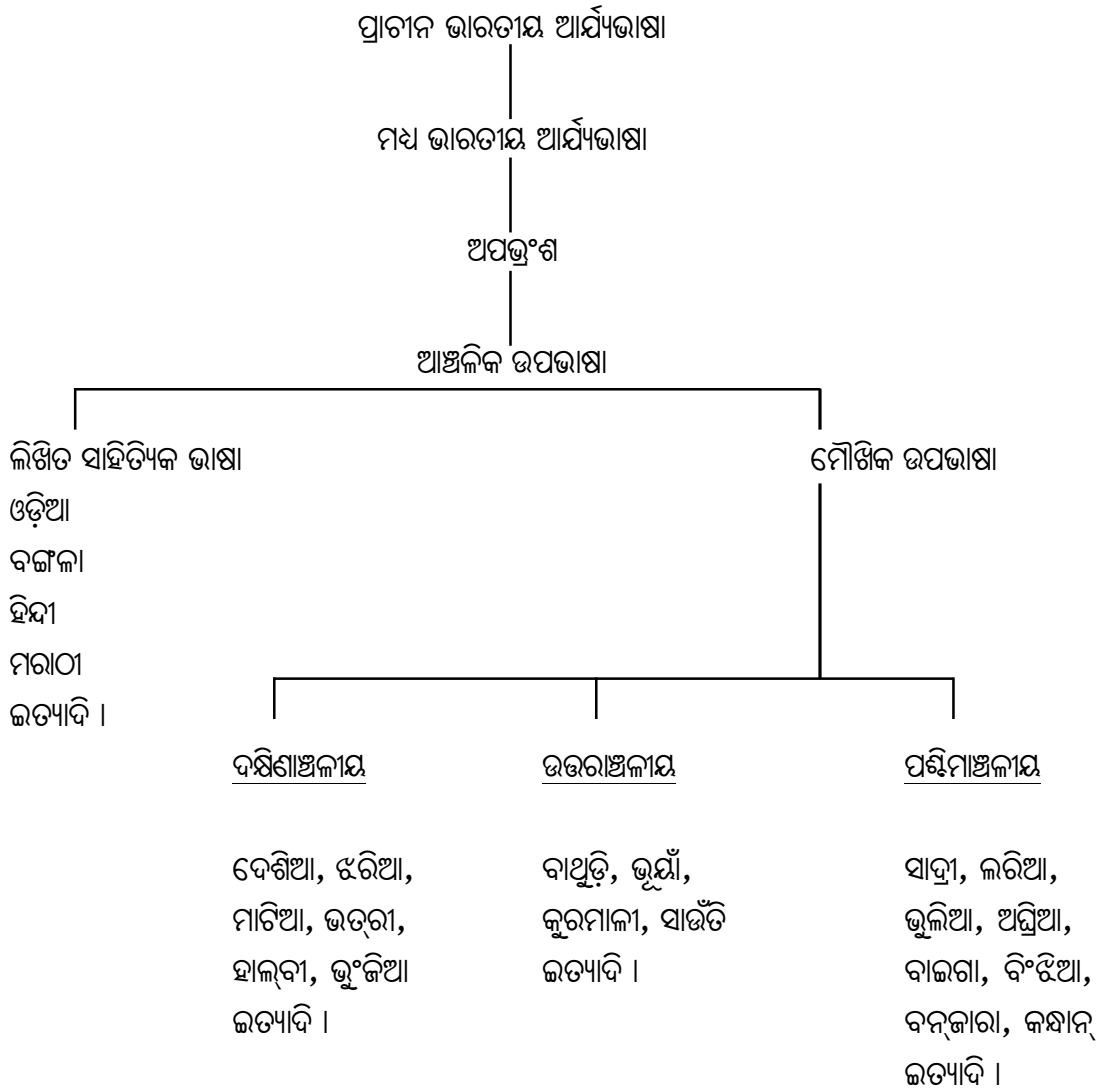 ପ୍ରାଚୀନ ଭାରତୀୟ ଆର୍ଯ୍ୟଭାଷା
ମଧ୍ୟ ଭାରତୀୟ ଆର୍ଯ୍ୟଭାଷା
ଅପଭ୍ରଂଶ
ଆଞ୍ଚଳିକ ଉପଭାଷା
ଲିଖିତ ସାହିତ୍ୟିକ ଭାଷା
ଓଡ଼ିଆ
ବଙ୍ଗଳା
ହିନ୍ଦୀ
ମରାଠୀ
ଇତ୍ୟାଦି ।
ମୌଖିକ ଉପଭାଷା
ଦକ୍ଷିଣାଞ୍ଚଳୀୟ
ଦେଶିଆ, ଝରିଆ,
ମାଟିଆ, ଭତ୍‌ରୀ,
ହାଲ୍‌ବୀ, ଭୁଂଜିଆ
ଇତ୍ୟାଦି ।
ଉତ୍ତରାଞ୍ଚଳୀୟ
ବାଥୁଡ଼ି, ଭୂୟାଁ,
କୁରମାଳୀ, ସାଉଁତି
ଇତ୍ୟାଦି ।
ପଶ୍ଚିମାଞ୍ଚଳୀୟ
ସାଦ୍ରୀ, ଲରିଆ,
ଭୁଲିଆ, ଅଘ୍ରିଆ,
ବାଇଗା, ବିଂଝିଆ,
ବନ୍‌ଜାରା, କନ୍ଧାନ୍
ଇତ୍ୟାଦି ।